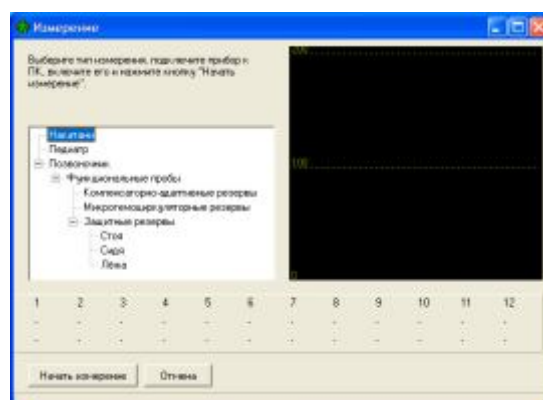 Измерение
Выберите тип измерения, подключите прибор к
ПК, включите его и нажмите кнопку "Начать
измерение".
200
Накатани
Педиатр
Позвоночник
100
Функциональные пробы
Компенсаторно-адаптивные резервы
Микрогемоциркуляторные резервы
Защитные резервы
Стоя
Сидя
Лёжа
0
1 2 3 4 5 6 7 8 9 10 11 12
- - - - - - - - - - - -
- - - - - - - - - - - -
Начать измерение Отмена